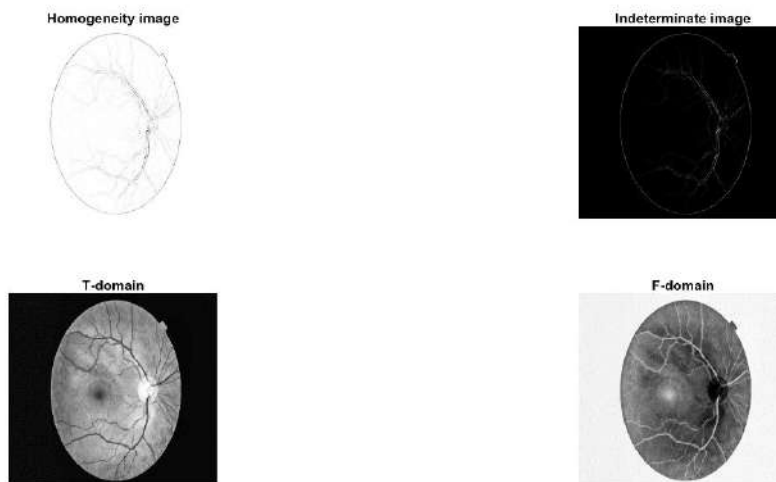 Homogeneity image
Indeterminate image
T-domain
F-domain